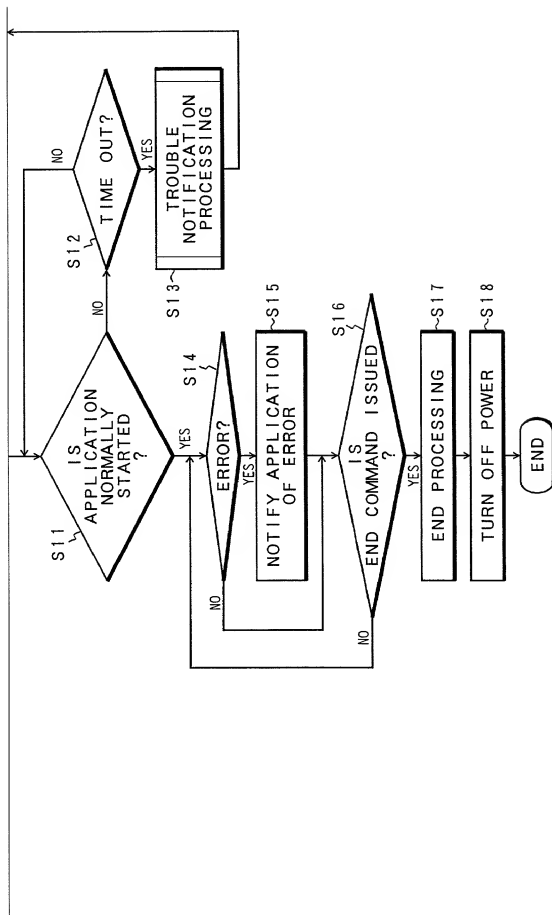 S11
IS
APPLICATION
NORMALLY
STARTED
?
NO
YES
S12
TIME OUT?
NO
YES
S13
TROUBLE
NOTIFICATION
PROCESSING
S14
ERROR?
NO
YES
S15
NOTIFY APPLICATION
OF ERROR
S16
IS
END COMMAND ISSUED
?
NO
YES
S17
END PROCESSING
S18
TURN OFF POWER
END